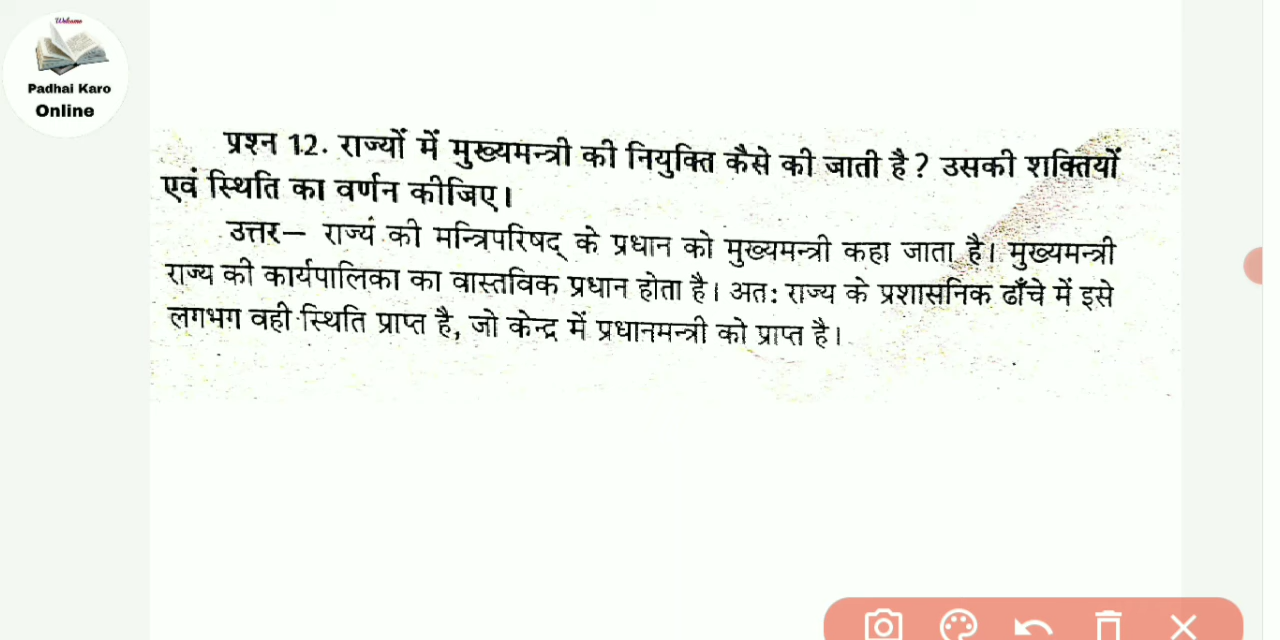 Welcome
Padhai Karo
Online
प्रश्न 12. राज्यों में मुख्यमन्त्री की नियुक्ति कैसे की जाती है ? उसकी शक्तियों
एवं स्थिति का वर्णन कीजिए।
उत्तर— राज्य की मन्त्रिपरिषद् के प्रधान को मुख्यमन्त्री कहा जाता है। मुख्यमन्त्री
राज्य की कार्यपालिका का वास्तविक प्रधान होता है। अतः राज्य के प्रशासनिक ढाँचे में इसे
लगभग वही स्थिति प्राप्त है, जो केन्द्र में प्रधानमन्त्री को प्राप्त है।